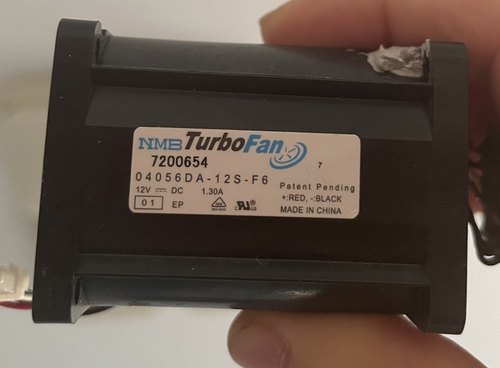 NMB TurboFan
7200654
7
04056DA-12S-F6
12V ⎓ DC 1.30A
Patent Pending
+:RED, -:BLACK
01 EP
MADE IN CHINA